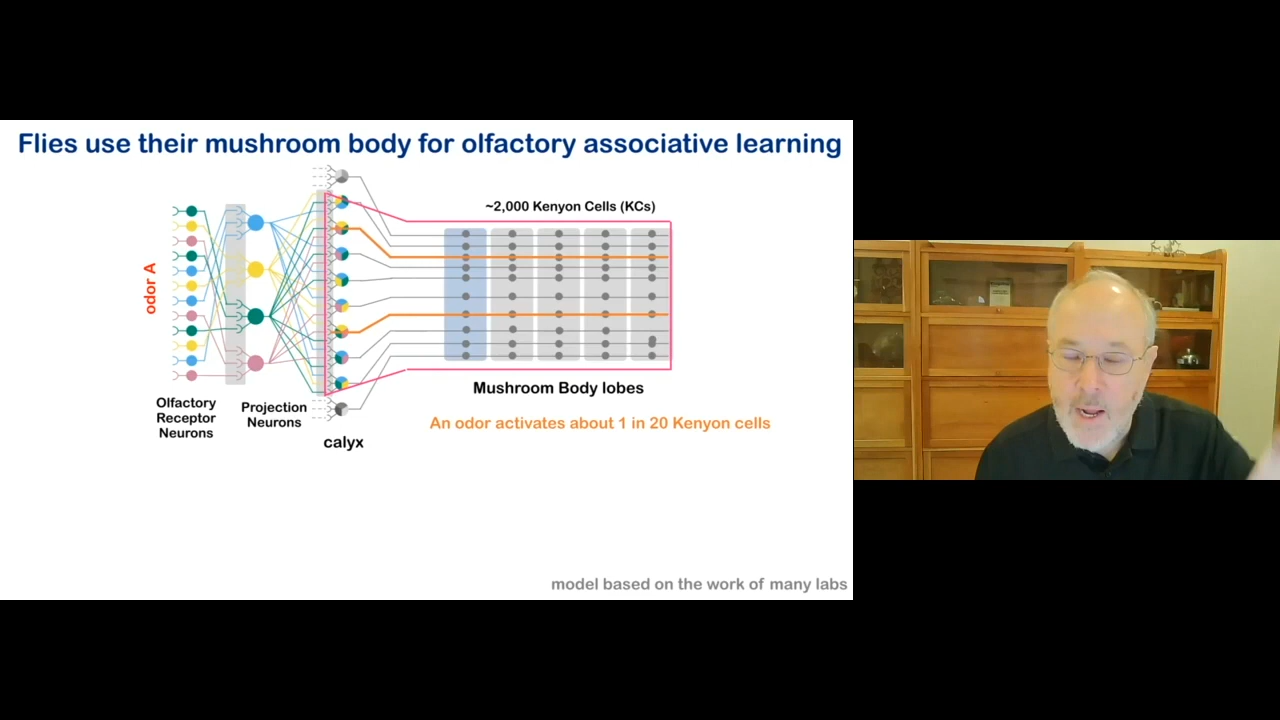 Flies use their mushroom body for olfactory associative learning
~2,000 Kenyon Cells (KCs)
odor A
Olfactory
Receptor
Neurons
Projection
Neurons
calyx
Mushroom Body lobes
An odor activates about 1 in 20 Kenyon cells
model based on the work of many labs